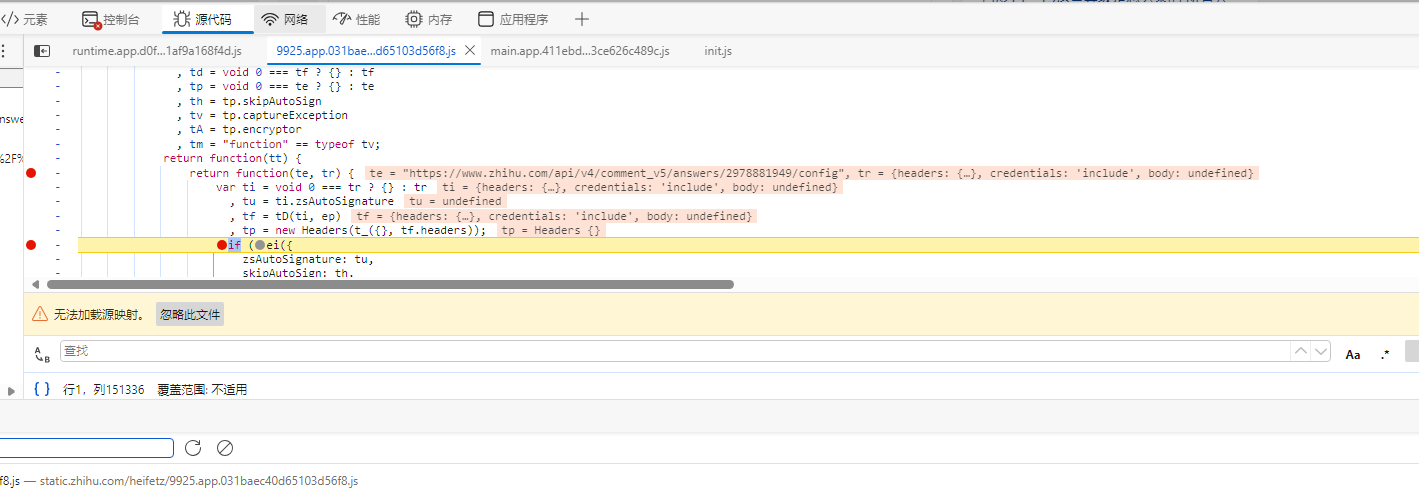 元素 控制台 源代码 网络 性能 内存 应用程序
runtime.app.d0f...1af9a168f4d.js 9925.app.031bae...d65103d56f8.js main.app.411ebd...3ce626c489c.js init.js
, td = void 0 === tf ? {} : tf
nswe - , tp = void 0 === te ? {} : te
- , th = tp.skipAutoSign
- , tv = tp.captureException
- , tA = tp.encryptor
- , tm = "function" == typeof tv;
%2F% - return function(tt) {
- return function(te, tr) { te = "https://www.zhihu.com/api/v4/comment_v5/answers/2978881949/config", tr = {headers: {…}, credentials: 'include', body: undefined}
- var ti = void 0 === tr ? {} : tr ti = {headers: {…}, credentials: 'include', body: undefined}
- , tu = ti.zsAutoSignature tu = undefined
- , tf = tD(ti, ep) tf = {headers: {…}, credentials: 'include', body: undefined}
- , tp = new Headers(t_({}, tf.headers)); tp = Headers {}
- if (ei({
- zsAutoSignature: tu,
- skipAutoSign: th,
无法加载源映射。 忽略此文件
A B 查找 Aa .*
{} 行1，列151336 覆盖范围: 不适用
f8.js — static.zhihu.com/heifetz/9925.app.031baec40d65103d56f8.js